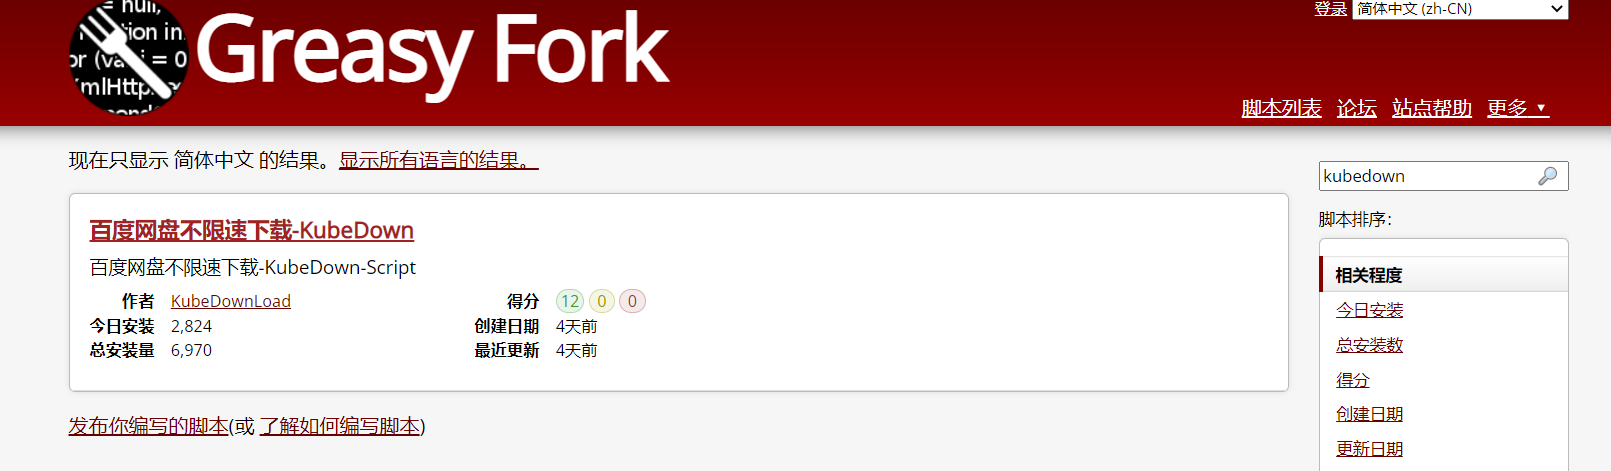 = null,
tion in
or (va i = 0
XmlHttp
Greasy Fork
登录 简体中文 (zh-CN)
脚本列表 论坛 站点帮助 更多 ▼
现在只显示 简体中文 的结果。显示所有语言的结果。
百度网盘不限速下载-KubeDown
百度网盘不限速下载-KubeDown-Script
作者 KubeDownLoad 得分 12 0 0
今日安装 2,824 创建日期 4天前
总安装量 6,970 最近更新 4天前
发布你编写的脚本(或 了解如何编写脚本)
kubedown
脚本排序：
相关程度
今日安装
总安装数
得分
创建日期
更新日期